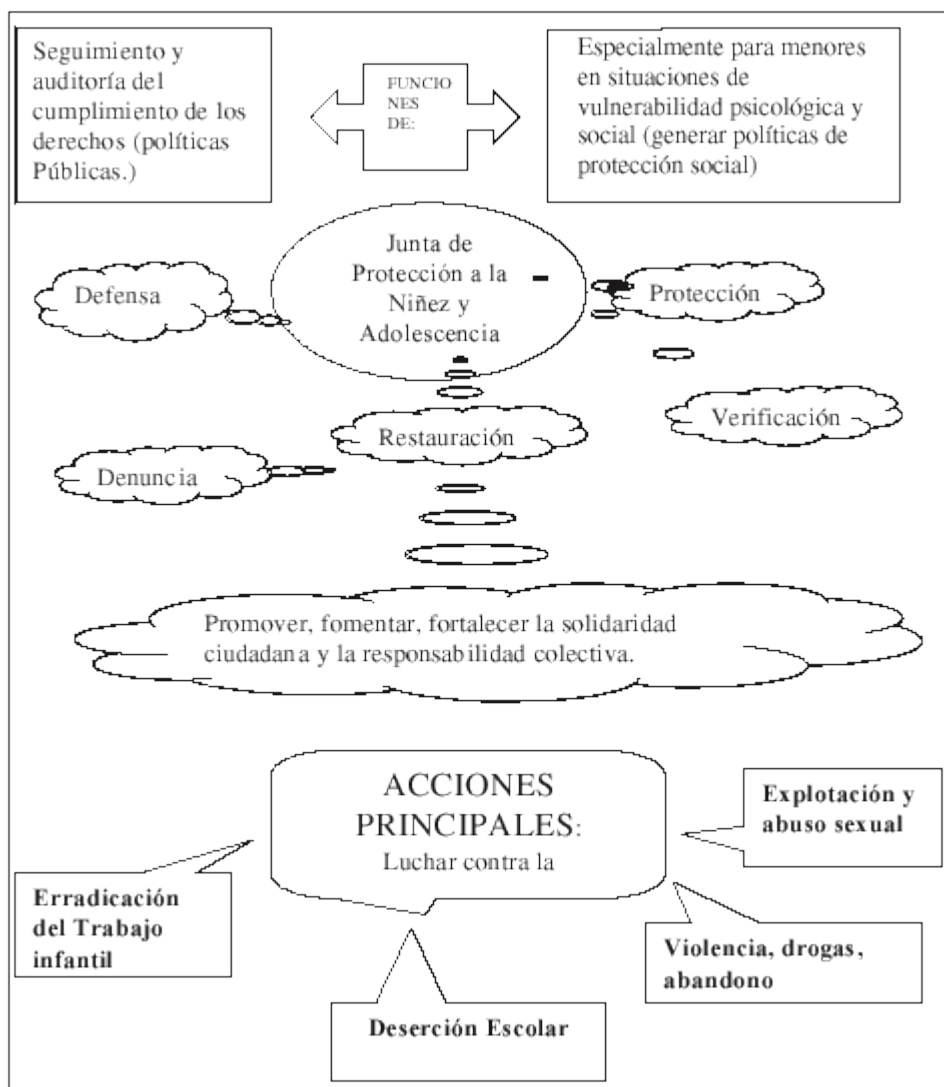 Seguimiento y
auditoría del
cumplimiento de los
derechos (políticas
Públicas.)
FUNCIO
NES
DE:
Especialmente para menores
en situaciones de
vulnerabilidad psicológica y
social (generar políticas de
protección social)
Junta de
Protección a la
Niñez y
Adolescencia
Defensa
Protección
Verificación
Restauración
Denuncia
Promover, fomentar, fortalecer la solidaridad
ciudadana y la responsabilidad colectiva.
ACCIONES
PRINCIPALES:
Luchar contra la
Explotación y
abuso sexual
Erradicación
del Trabajo
infantil
Violencia, drogas,
abandono
Deserción Escolar